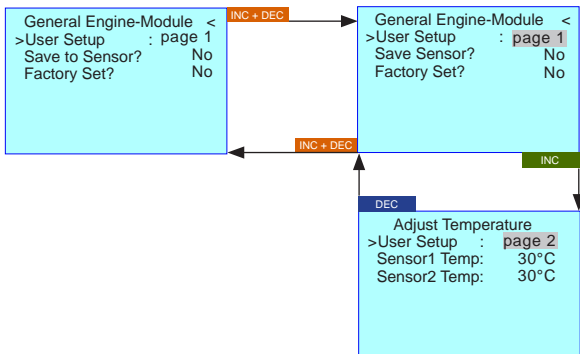 General Engine-Module <
>User Setup : page 1
Save to Sensor? No
Factory Set? No
INC + DEC
General Engine-Module <
>User Setup : page 1
Save Sensor? No
Factory Set? No
INC + DEC
INC
DEC
Adjust Temperature
>User Setup : page 2
Sensor1 Temp: 30°C
Sensor2 Temp: 30°C